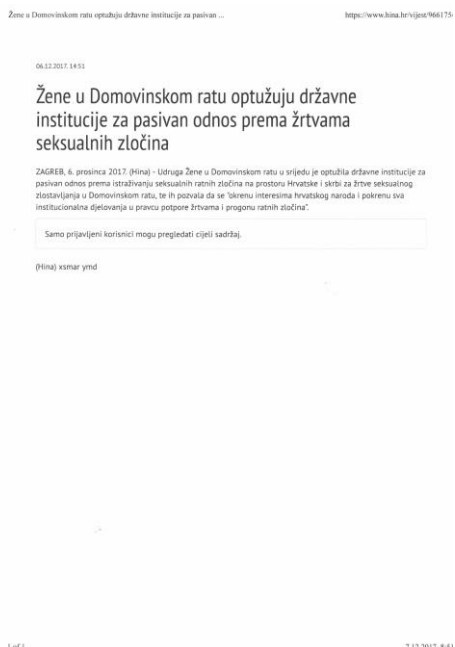 Žene u Domovinskom ratu optužuju državne institucije za pasivan ...
https://www.hina.hr/vijest/9661754
06.12.2017. 14:51
Žene u Domovinskom ratu optužuju državne
institucije za pasivan odnos prema žrtvama
seksualnih zločina
ZAGREB, 6. prosinca 2017. (Hina) - Udruga Žene u Domovinskom ratu u srijedu je optužila državne institucije za
pasivan odnos prema istraživanju seksualnih ratnih zločina na prostoru Hrvatske i skrbi za žrtve seksualnog
zlostavljanja u Domovinskom ratu, te ih pozvala da se "okrenu interesima hrvatskog naroda i pokrenu sva
institucionalna djelovanja u pravcu potpore žrtvama i progonu ratnih zločina".
Samo prijavljeni korisnici mogu pregledati cijeli sadržaj.
(Hina) xsmar ymd
7.12.2017. 8:51